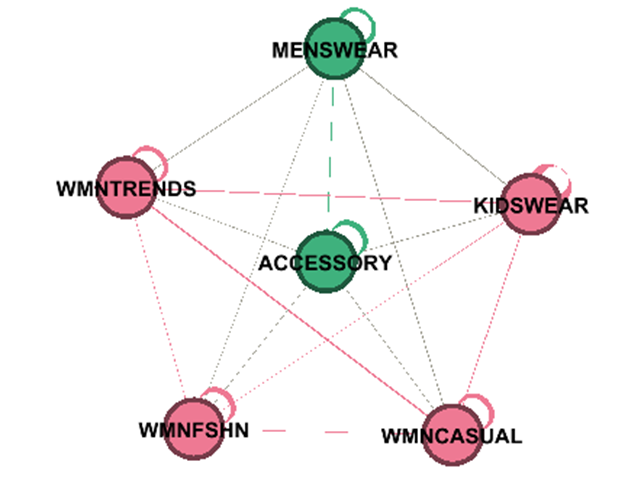 MENSWEAR
WMNTRENDS
KIDSWEAR
ACCESSORY
WMNFSHN
WMNCASUAL